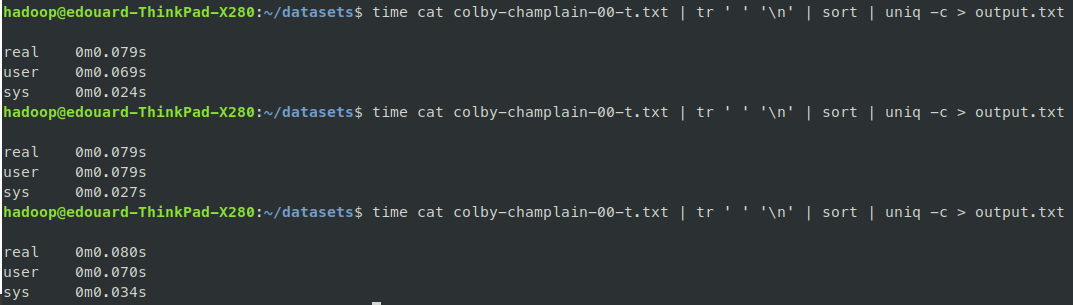 hadoop@edouard-ThinkPad-X280:~/datasets$ time cat colby-champlain-00-t.txt | tr ' ' '\n' | sort | uniq -c > output.txt
real 0m0.079s
user 0m0.069s
sys 0m0.024s
hadoop@edouard-ThinkPad-X280:~/datasets$ time cat colby-champlain-00-t.txt | tr ' ' '\n' | sort | uniq -c > output.txt
real 0m0.079s
user 0m0.079s
sys 0m0.027s
hadoop@edouard-ThinkPad-X280:~/datasets$ time cat colby-champlain-00-t.txt | tr ' ' '\n' | sort | uniq -c > output.txt
real 0m0.080s
user 0m0.070s
sys 0m0.034s